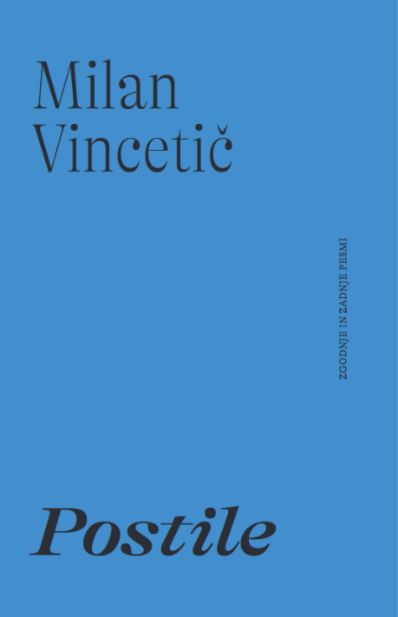 Milan
Vincetič
ZGODNJE IN ZADNJE PESMI
Postile